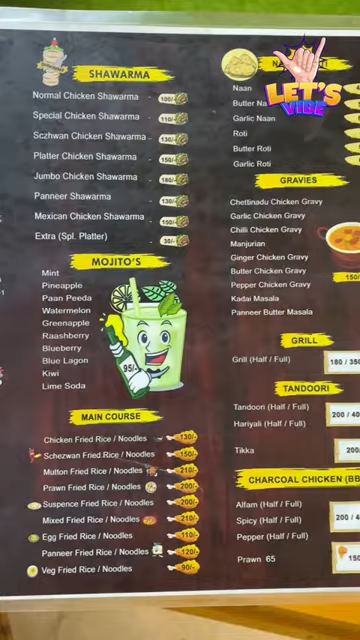 SHAWARMA
Normal Chicken Shawarma 100/-
Special Chicken Shawarma 110/-
Sczhwan Chicken Shawarma 130/-
Platter Chicken Shawarma 150/-
Jumbo Chicken Shawarma 180/-
Panneer Shawarma 130/-
Mexican Chicken Shawarma 150/-
Extra (Spl. Platter) 30/-
MOJITO'S
Mint
Pineapple
Paan Peeda
Watermelon
Greenapple
Raashberry
Blueberry
Blue Lagon
Kiwi
Lime Soda
95/-
MAIN COURSE
Chicken Fried Rice / Noodles 130/-
Schezwan Fried Rice / Noodles 150/-
Mutton Fried Rice / Noodles 210/-
Prawn Fried Rice / Noodles 200/-
Suspence Fried Rice / Noodles 200/-
Mixed Fried Rice / Noodles 210/-
Egg Fried Rice / Noodles 110/-
Panneer Fried Rice / Noodles 120/-
Veg Fried Rice / Noodles 90/-
LET'S
VIBE
Naan
Butter
Garlic Naan
Roti
Butter Roti
Garlic Roti
GRAVIES
Chettinadu Chicken Gravy
Garlic Chicken Gravy
Chilli Chicken Gravy
Manjurian
Ginger Chicken Gravy
Butter Chicken Gravy
Pepper Chicken Gravy
Kadai Masala
Panneer Butter Masala
150/
GRILL
Grill (Half / Full) 180 / 350
TANDOORI
Tandoori (Half / Full)
Hariyali (Half / Full)
200 / 40
Tikka 200
CHARCOAL CHICKEN (BB
Alfam (Half / Full)
Spicy (Half / Full)
Pepper (Half / Full)
200 / 4
Prawn 65 150